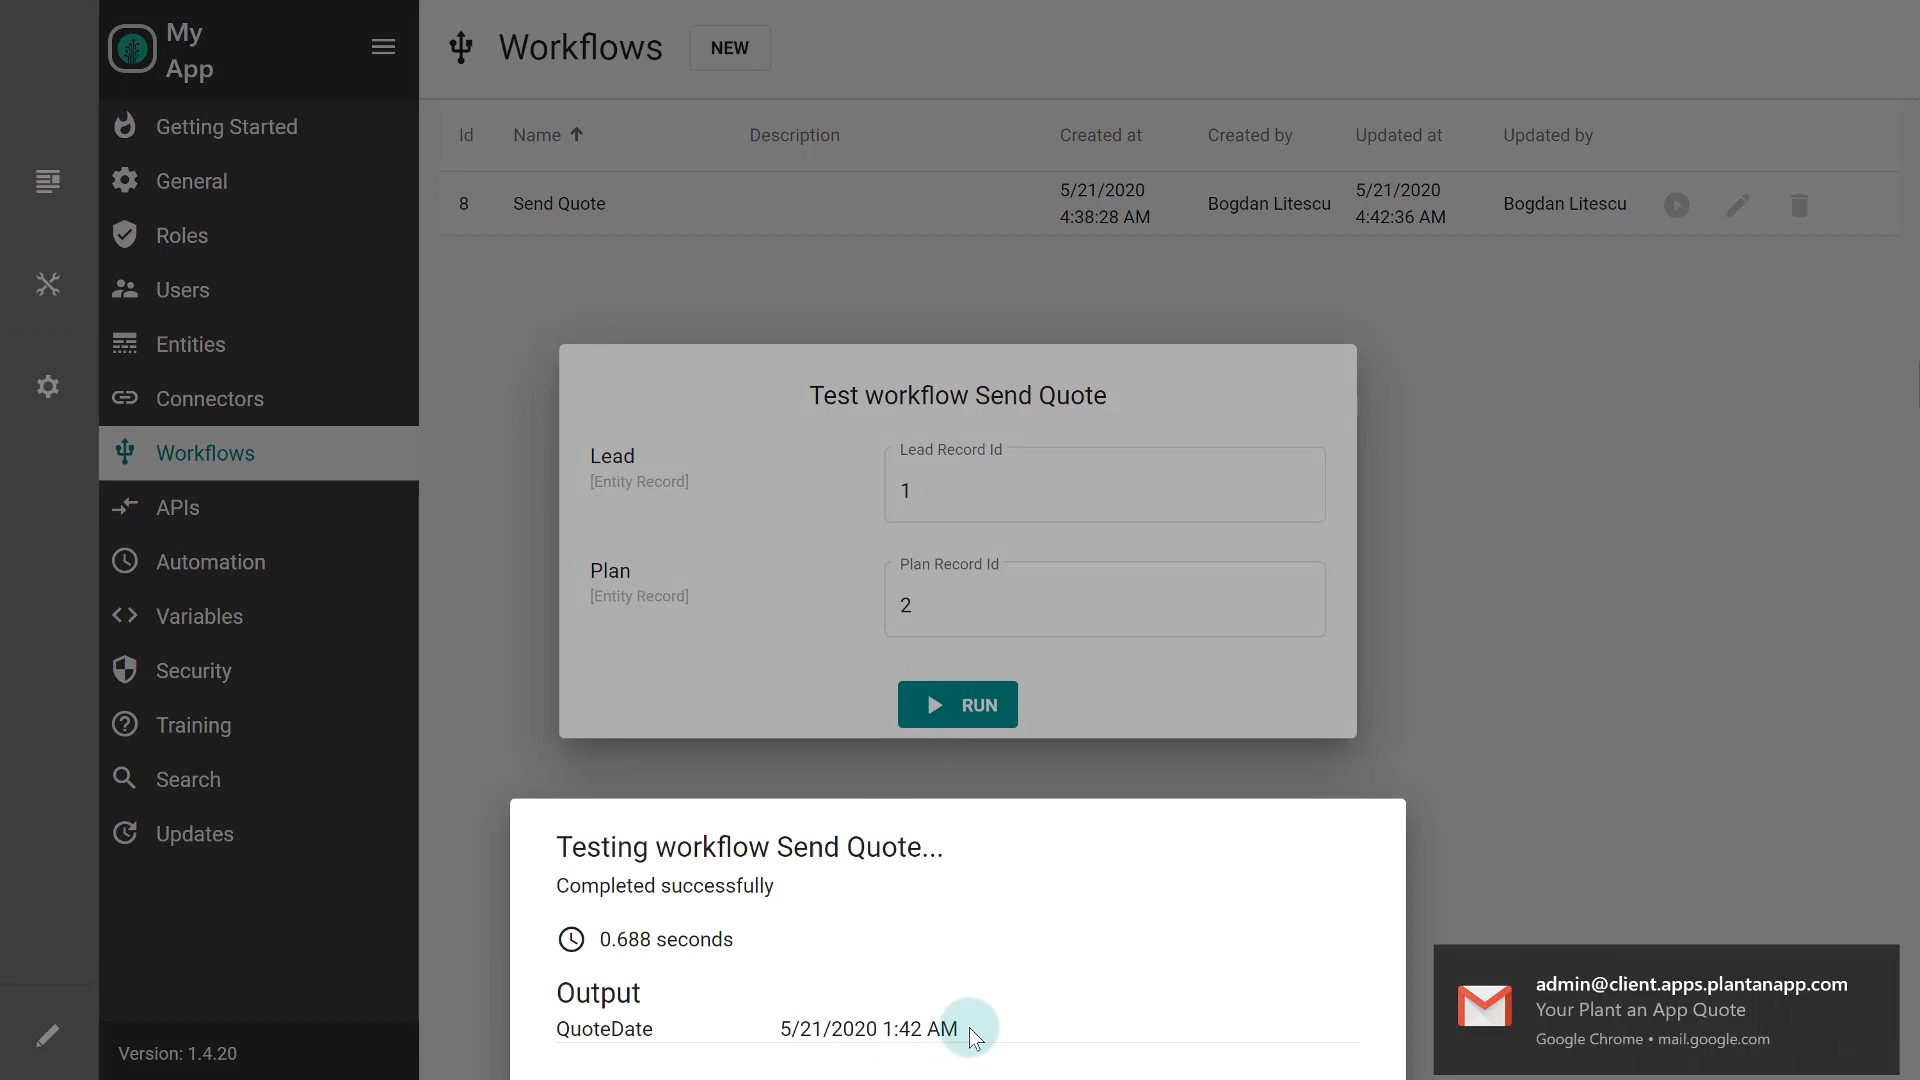 My
App
Getting Started
General
Roles
Users
Entities
Connectors
Workflows
APIs
Automation
Variables
Security
Training
Search
Updates
Version: 1.4.20
Workflows
NEW
Id Name Description Created at Created by Updated at Updated by
8 Send Quote 5/21/2020 4:38:28 AM Bogdan Litescu 5/21/2020 4:42:36 AM Bogdan Litescu
Test workflow Send Quote
Lead
[Entity Record]
Lead Record Id
1
Plan
[Entity Record]
Plan Record Id
2
RUN
Testing workflow Send Quote...
Completed successfully
0.688 seconds
Output
QuoteDate 5/21/2020 1:42 AM
admin@client.apps.plantanapp.com
Your Plant an App Quote
Google Chrome • mail.google.com